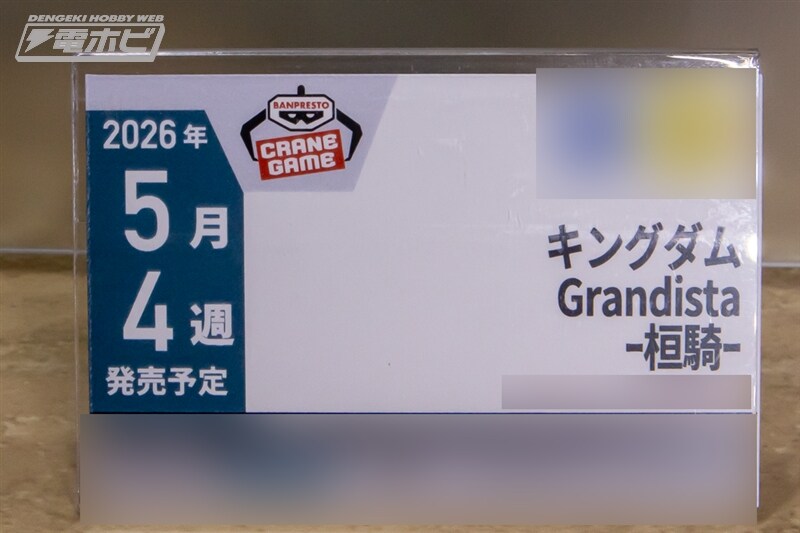 DENGEKI HOBBY WEB
電ホビ
2026年
5月
4週
発売予定
BANPRESTO
CRANE
GAME
キングダム
Grandista
-桓騎-